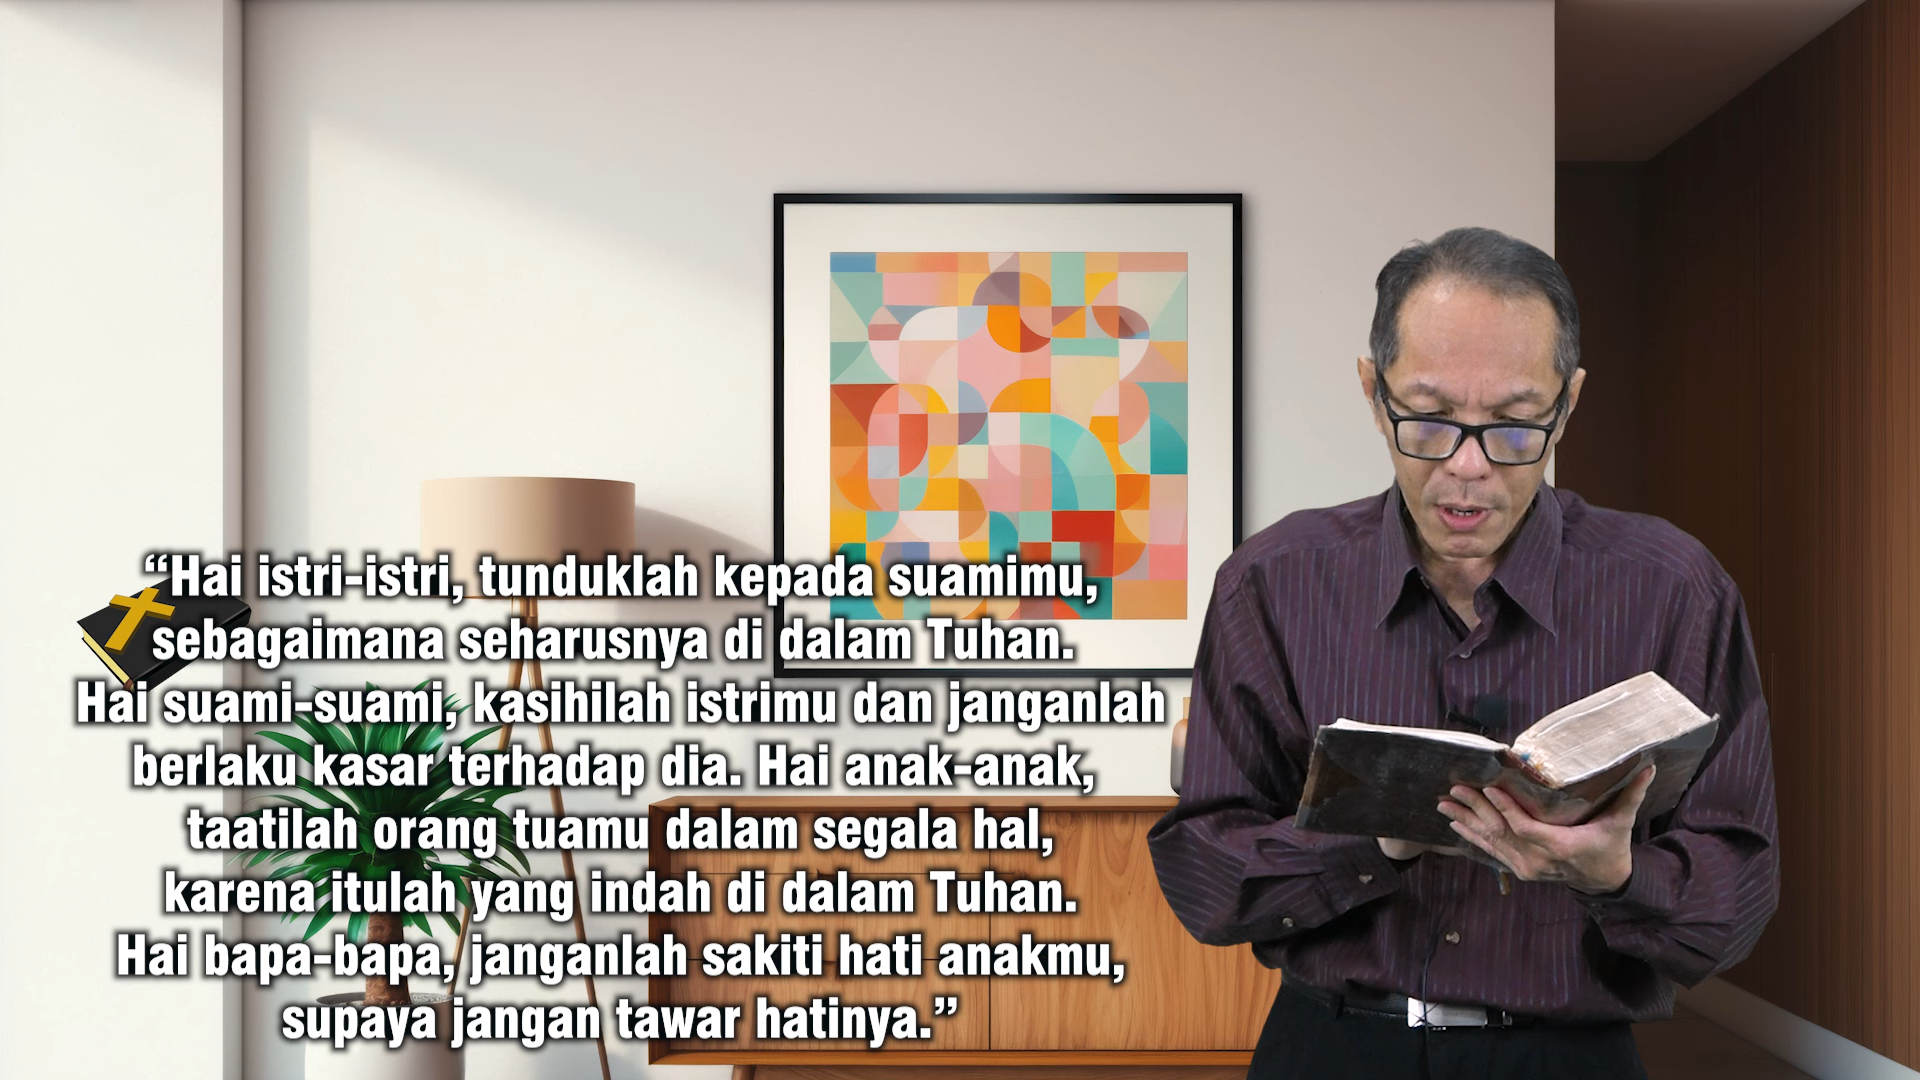 “Hai istri-istri, tunduklah kepada suamimu,
sebagaimana seharusnya di dalam Tuhan.
Hai suami-suami, kasihilah istrimu dan janganlah
berlaku kasar terhadap dia. Hai anak-anak,
taatilah orang tuamu dalam segala hal,
karena itulah yang indah di dalam Tuhan.
Hai bapa-bapa, janganlah sakiti hati anakmu,
supaya jangan tawar hatinya.”